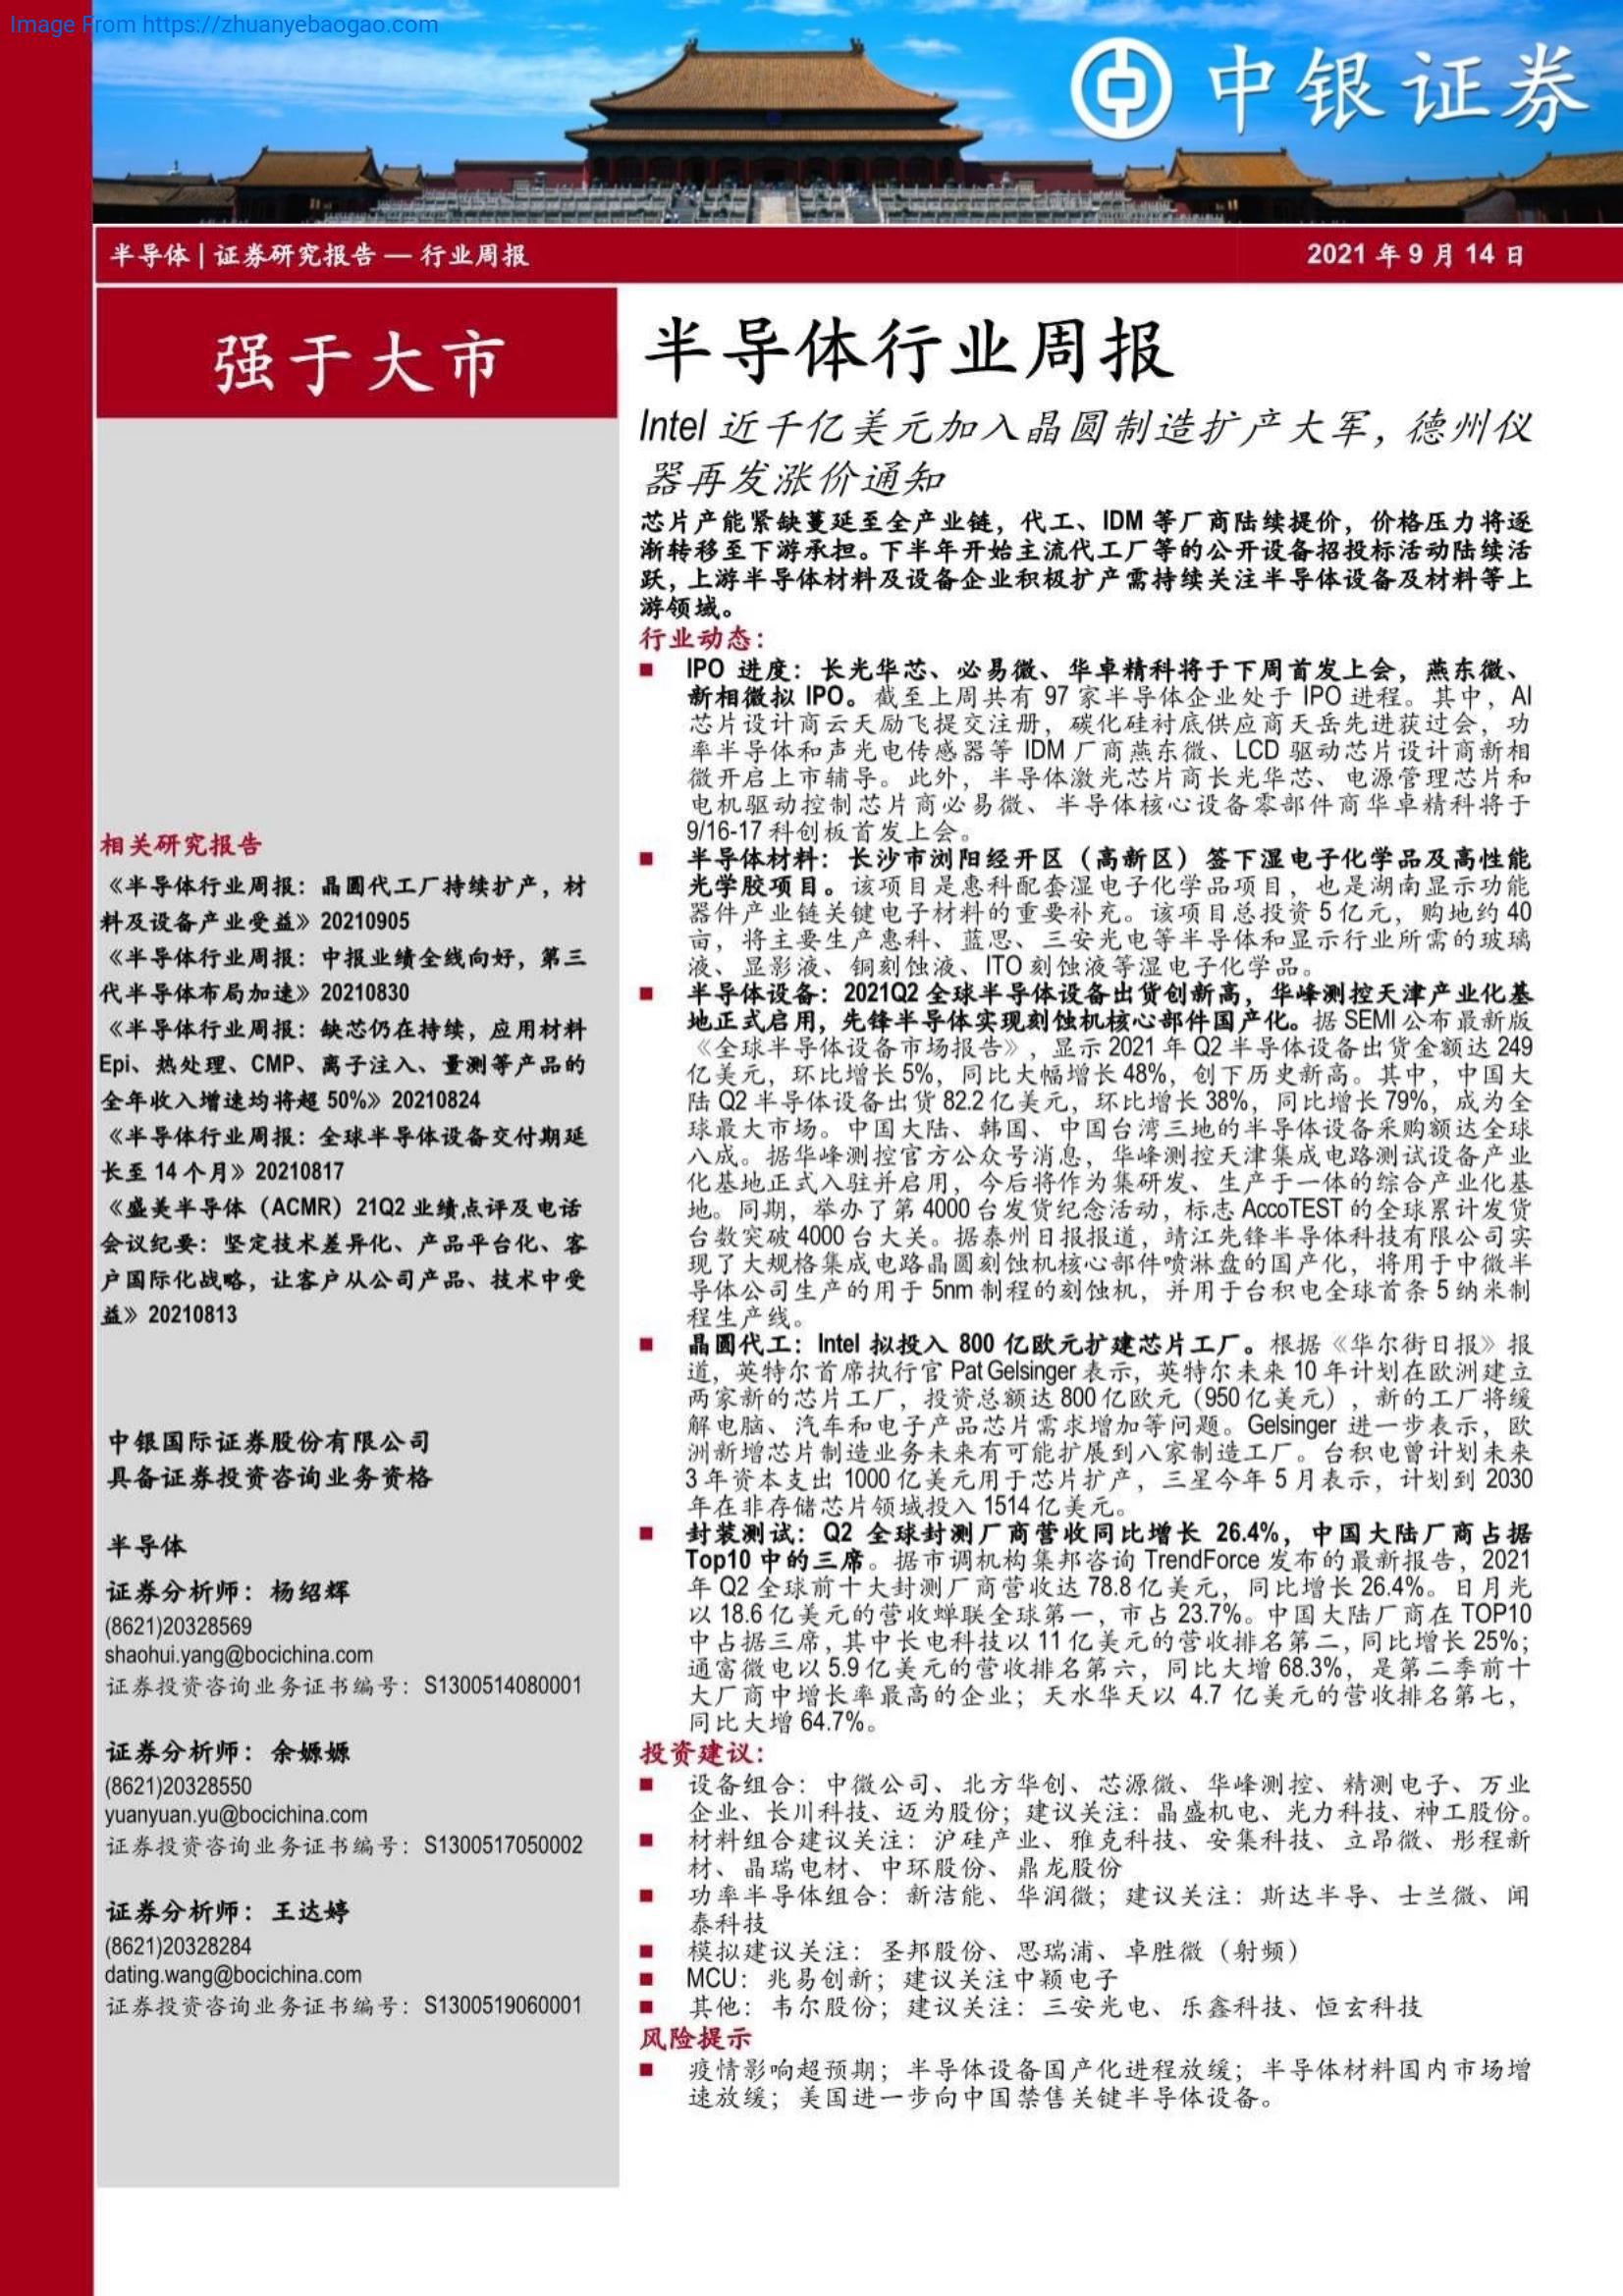 Image From https://zhuanyebaogao.com
中银证券
半导体 | 证券研究报告 — 行业周报
2021 年 9 月 14 日
强于大市
相关研究报告
《半导体行业周报：晶圆代工厂持续扩产，材
料及设备产业受益》20210905
《半导体行业周报：中报业绩全线向好，第三
代半导体布局加速》20210830
《半导体行业周报：缺芯仍在持续，应用材料
Epi、热处理、CMP、离子注入、量测等产品的
全年收入增速均将超 50%》20210824
《半导体行业周报：全球半导体设备交付期延
长至 14 个月》20210817
《盛美半导体（ACMR）21Q2 业绩点评及电话
会议纪要：坚定技术差异化、产品平台化、客
户国际化战略，让客户从公司产品、技术中受
益》20210813
中银国际证券股份有限公司
具备证券投资咨询业务资格
半导体
证券分析师：杨绍辉
(8621)20328569
shaohui.yang@bocichina.com
证券投资咨询业务证书编号：S1300514080001
证券分析师：余嫄嫄
(8621)20328550
yuanyuan.yu@bocichina.com
证券投资咨询业务证书编号：S1300517050002
证券分析师：王达婷
(8621)20328284
dating.wang@bocichina.com
证券投资咨询业务证书编号：S1300519060001
半导体行业周报
Intel 近千亿美元加入晶圆制造扩产大军，德州仪
器再发涨价通知
芯片产能紧缺蔓延至全产业链，代工、IDM 等厂商陆续提价，价格压力将逐
渐转移至下游承担。下半年开始主流代工厂等的公开设备招投标活动陆续活
跃，上游半导体材料及设备企业积极扩产需持续关注半导体设备及材料等上
游领域。
行业动态：
■ IPO 进度：长光华芯、必易微、华卓精科将于下周首发上会，燕东微、
新相微拟 IPO。截至上周共有 97 家半导体企业处于 IPO 进程。其中，AI
芯片设计商云天励飞提交注册，碳化硅衬底供应商天岳先进获过会，功
率半导体和声光电传感器等 IDM 厂商燕东微、LCD 驱动芯片设计商新相
微开启上市辅导。此外，半导体激光芯片商长光华芯、电源管理芯片和
电机驱动控制芯片商必易微、半导体核心设备零部件商华卓精科将于
9/16-17 科创板首发上会。
■ 半导体材料：长沙市浏阳经开区（高新区）签下湿电子化学品及高性能
光学胶项目。该项目是惠科配套湿电子化学品项目，也是湖南显示功能
器件产业链关键电子材料的重要补充。该项目总投资 5 亿元，购地约 40
亩，将主要生产惠科、蓝思、三安光电等半导体和显示行业所需的玻璃
液、显影液、铜刻蚀液、ITO 刻蚀液等湿电子化学品。
■ 半导体设备：2021Q2 全球半导体设备出货创新高，华峰测控天津产业化基
地正式启用，先锋半导体实现刻蚀机核心部件国产化。据 SEMI 公布最新版
《全球半导体设备市场报告》，显示 2021 年 Q2 半导体设备出货金额达 249
亿美元，环比增长 5%，同比大幅增长 48%，创下历史新高。其中，中国大
陆 Q2 半导体设备出货 82.2 亿美元，环比增长 38%，同比增长 79%，成为全
球最大市场。中国大陆、韩国、中国台湾三地的半导体设备采购额达全球
八成。据华峰测控官方公众号消息，华峰测控天津集成电路测试设备产业
化基地正式入驻并启用，今后将作为集研发、生产于一体的综合产业化基
地。同期，举办了第 4000 台发货纪念活动，标志 AccoTEST 的全球累计发货
台数突破 4000 台大关。据泰州日报报道，靖江先锋半导体科技有限公司实
现了大规格集成电路晶圆刻蚀机核心部件喷淋盘的国产化，将用于中微半
导体公司生产的用于 5nm 制程的刻蚀机，并用于台积电全球首条 5 纳米制
程生产线。
■ 晶圆代工：Intel 拟投入 800 亿欧元扩建芯片工厂。根据《华尔街日报》报
道，英特尔首席执行官 Pat Gelsinger 表示，英特尔未来 10 年计划在欧洲建立
两家新的芯片工厂，投资总额达 800 亿欧元（950 亿美元），新的工厂将缓
解电脑、汽车和电子产品芯片需求增加等问题。Gelsinger 进一步表示，欧
洲新增芯片制造业务未来有可能扩展到八家制造工厂。台积电曾计划未来
3 年资本支出 1000 亿美元用于芯片扩产，三星今年 5 月表示，计划到 2030
年在非存储芯片领域投入 1514 亿美元。
■ 封装测试：Q2 全球封测厂商营收同比增长 26.4%，中国大陆厂商占据
Top10 中的三席。据市调机构集邦咨询 TrendForce 发布的最新报告，2021
年 Q2 全球前十大封测厂商营收达 78.8 亿美元，同比增长 26.4%。日月光
以 18.6 亿美元的营收蝉联全球第一，市占 23.7%。中国大陆厂商在 TOP10
中占据三席，其中长电科技以 11 亿美元的营收排名第二，同比增长 25%；
通富微电以 5.9 亿美元的营收排名第六，同比大增 68.3%，是第二季前十
大厂商中增长率最高的企业；天水华天以 4.7 亿美元的营收排名第七，
同比大增 64.7%。
投资建议：
■ 设备组合：中微公司、北方华创、芯源微、华峰测控、精测电子、万业
企业、长川科技、迈为股份；建议关注：晶盛机电、光力科技、神工股份。
■ 材料组合建议关注：沪硅产业、雅克科技、安集科技、立昂微、彤程新
材、晶瑞电材、中环股份、鼎龙股份
■ 功率半导体组合：新洁能、华润微；建议关注：斯达半导、士兰微、闻
泰科技
■ 模拟建议关注：圣邦股份、思瑞浦、卓胜微（射频）
■ MCU：兆易创新；建议关注中颖电子
■ 其他：韦尔股份；建议关注：三安光电、乐鑫科技、恒玄科技
风险提示
■ 疫情影响超预期；半导体设备国产化进程放缓；半导体材料国内市场增
速放缓；美国进一步向中国禁售关键半导体设备。